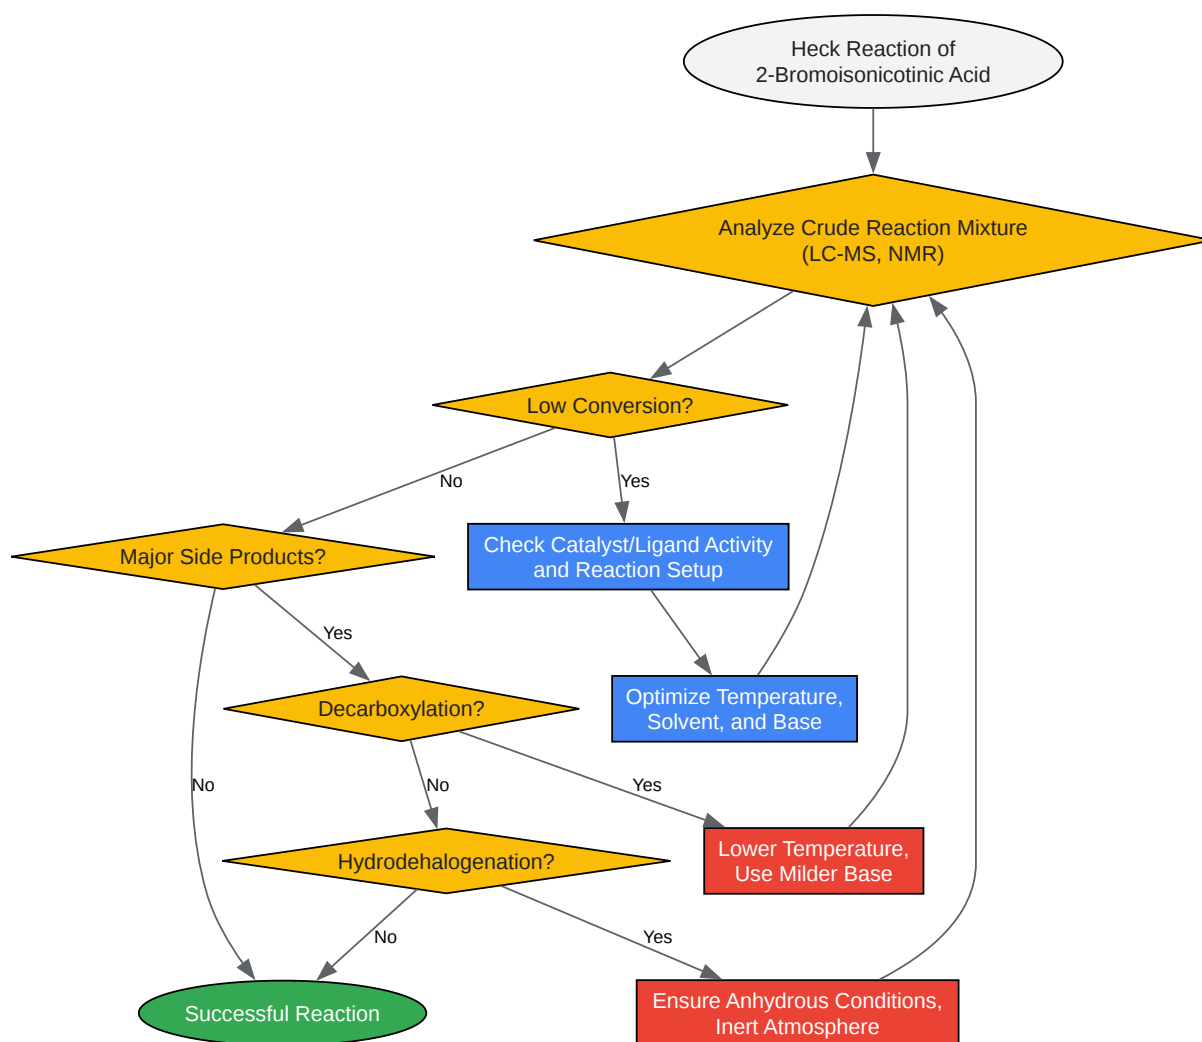 Heck Reaction of
2-Bromoisonicotinic Acid
Analyze Crude Reaction Mixture
(LC-MS, NMR)
Low Conversion?
No
Yes
Major Side Products?
Check Catalyst/Ligand Activity
and Reaction Setup
Yes
Decarboxylation?
Optimize Temperature,
Solvent, and Base
No
No
Yes
Hydrodehalogenation?
Lower Temperature,
Use Milder Base
No
Yes
Successful Reaction
Ensure Anhydrous Conditions,
Inert Atmosphere